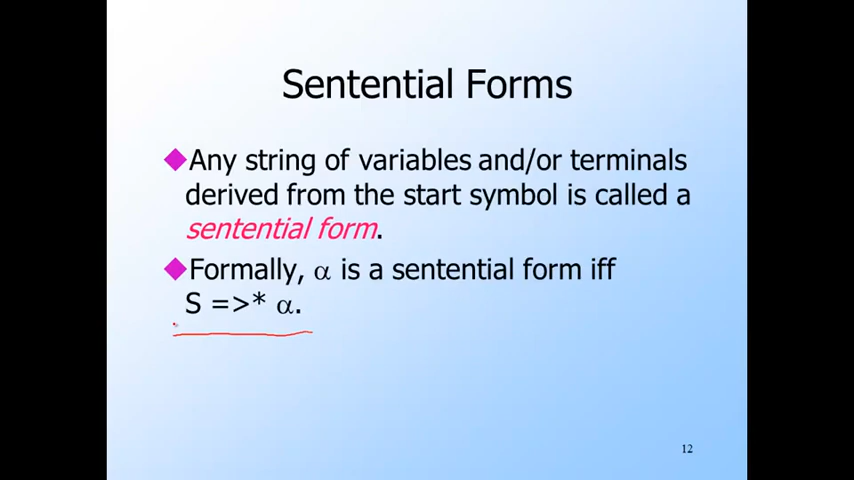 Sentential Forms
Any string of variables and/or terminals
derived from the start symbol is called a
sentential form.
Formally, α is a sentential form iff
S =>* α.
12